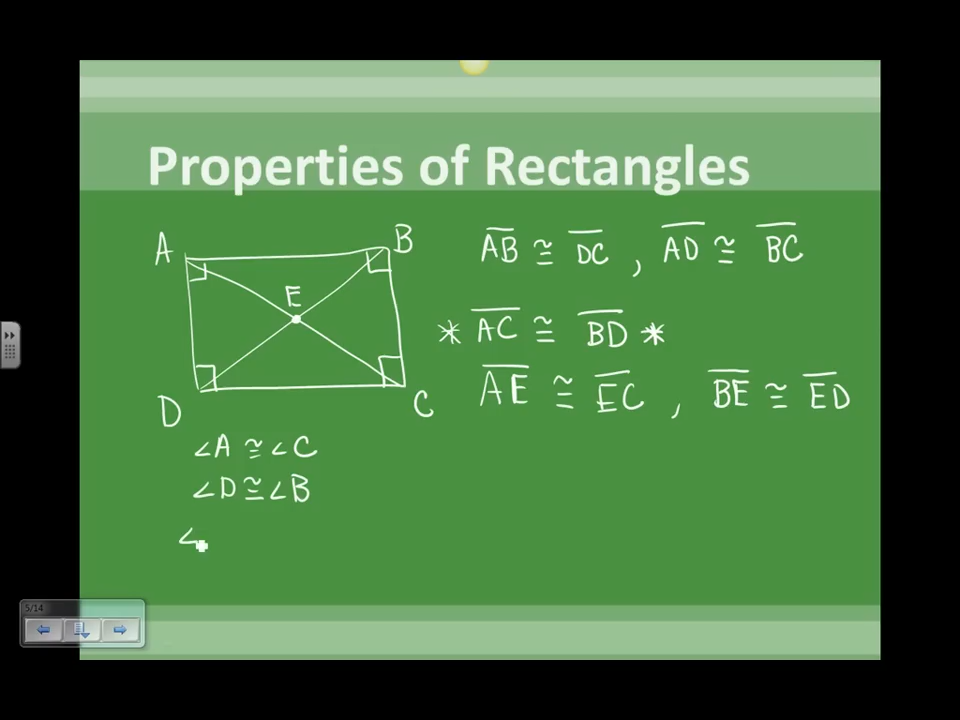 Properties of Rectangles
A
B
E
D
C
AB ≅ DC , AD ≅ BC
* AC ≅ BD *
AE ≅ EC , BE ≅ ED
∠A ≅ ∠C
∠D ≅ ∠B
∠
5/14